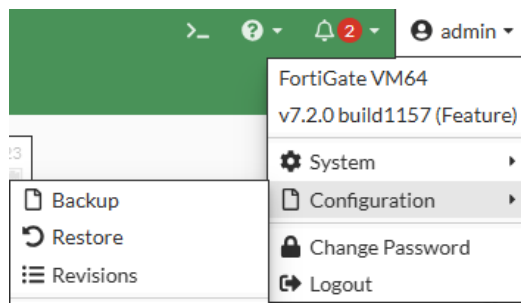 >_
2
admin
FortiGate VM64
v7.2.0 build1157 (Feature)
System
Configuration
Backup
Restore
Revisions
Change Password
Logout